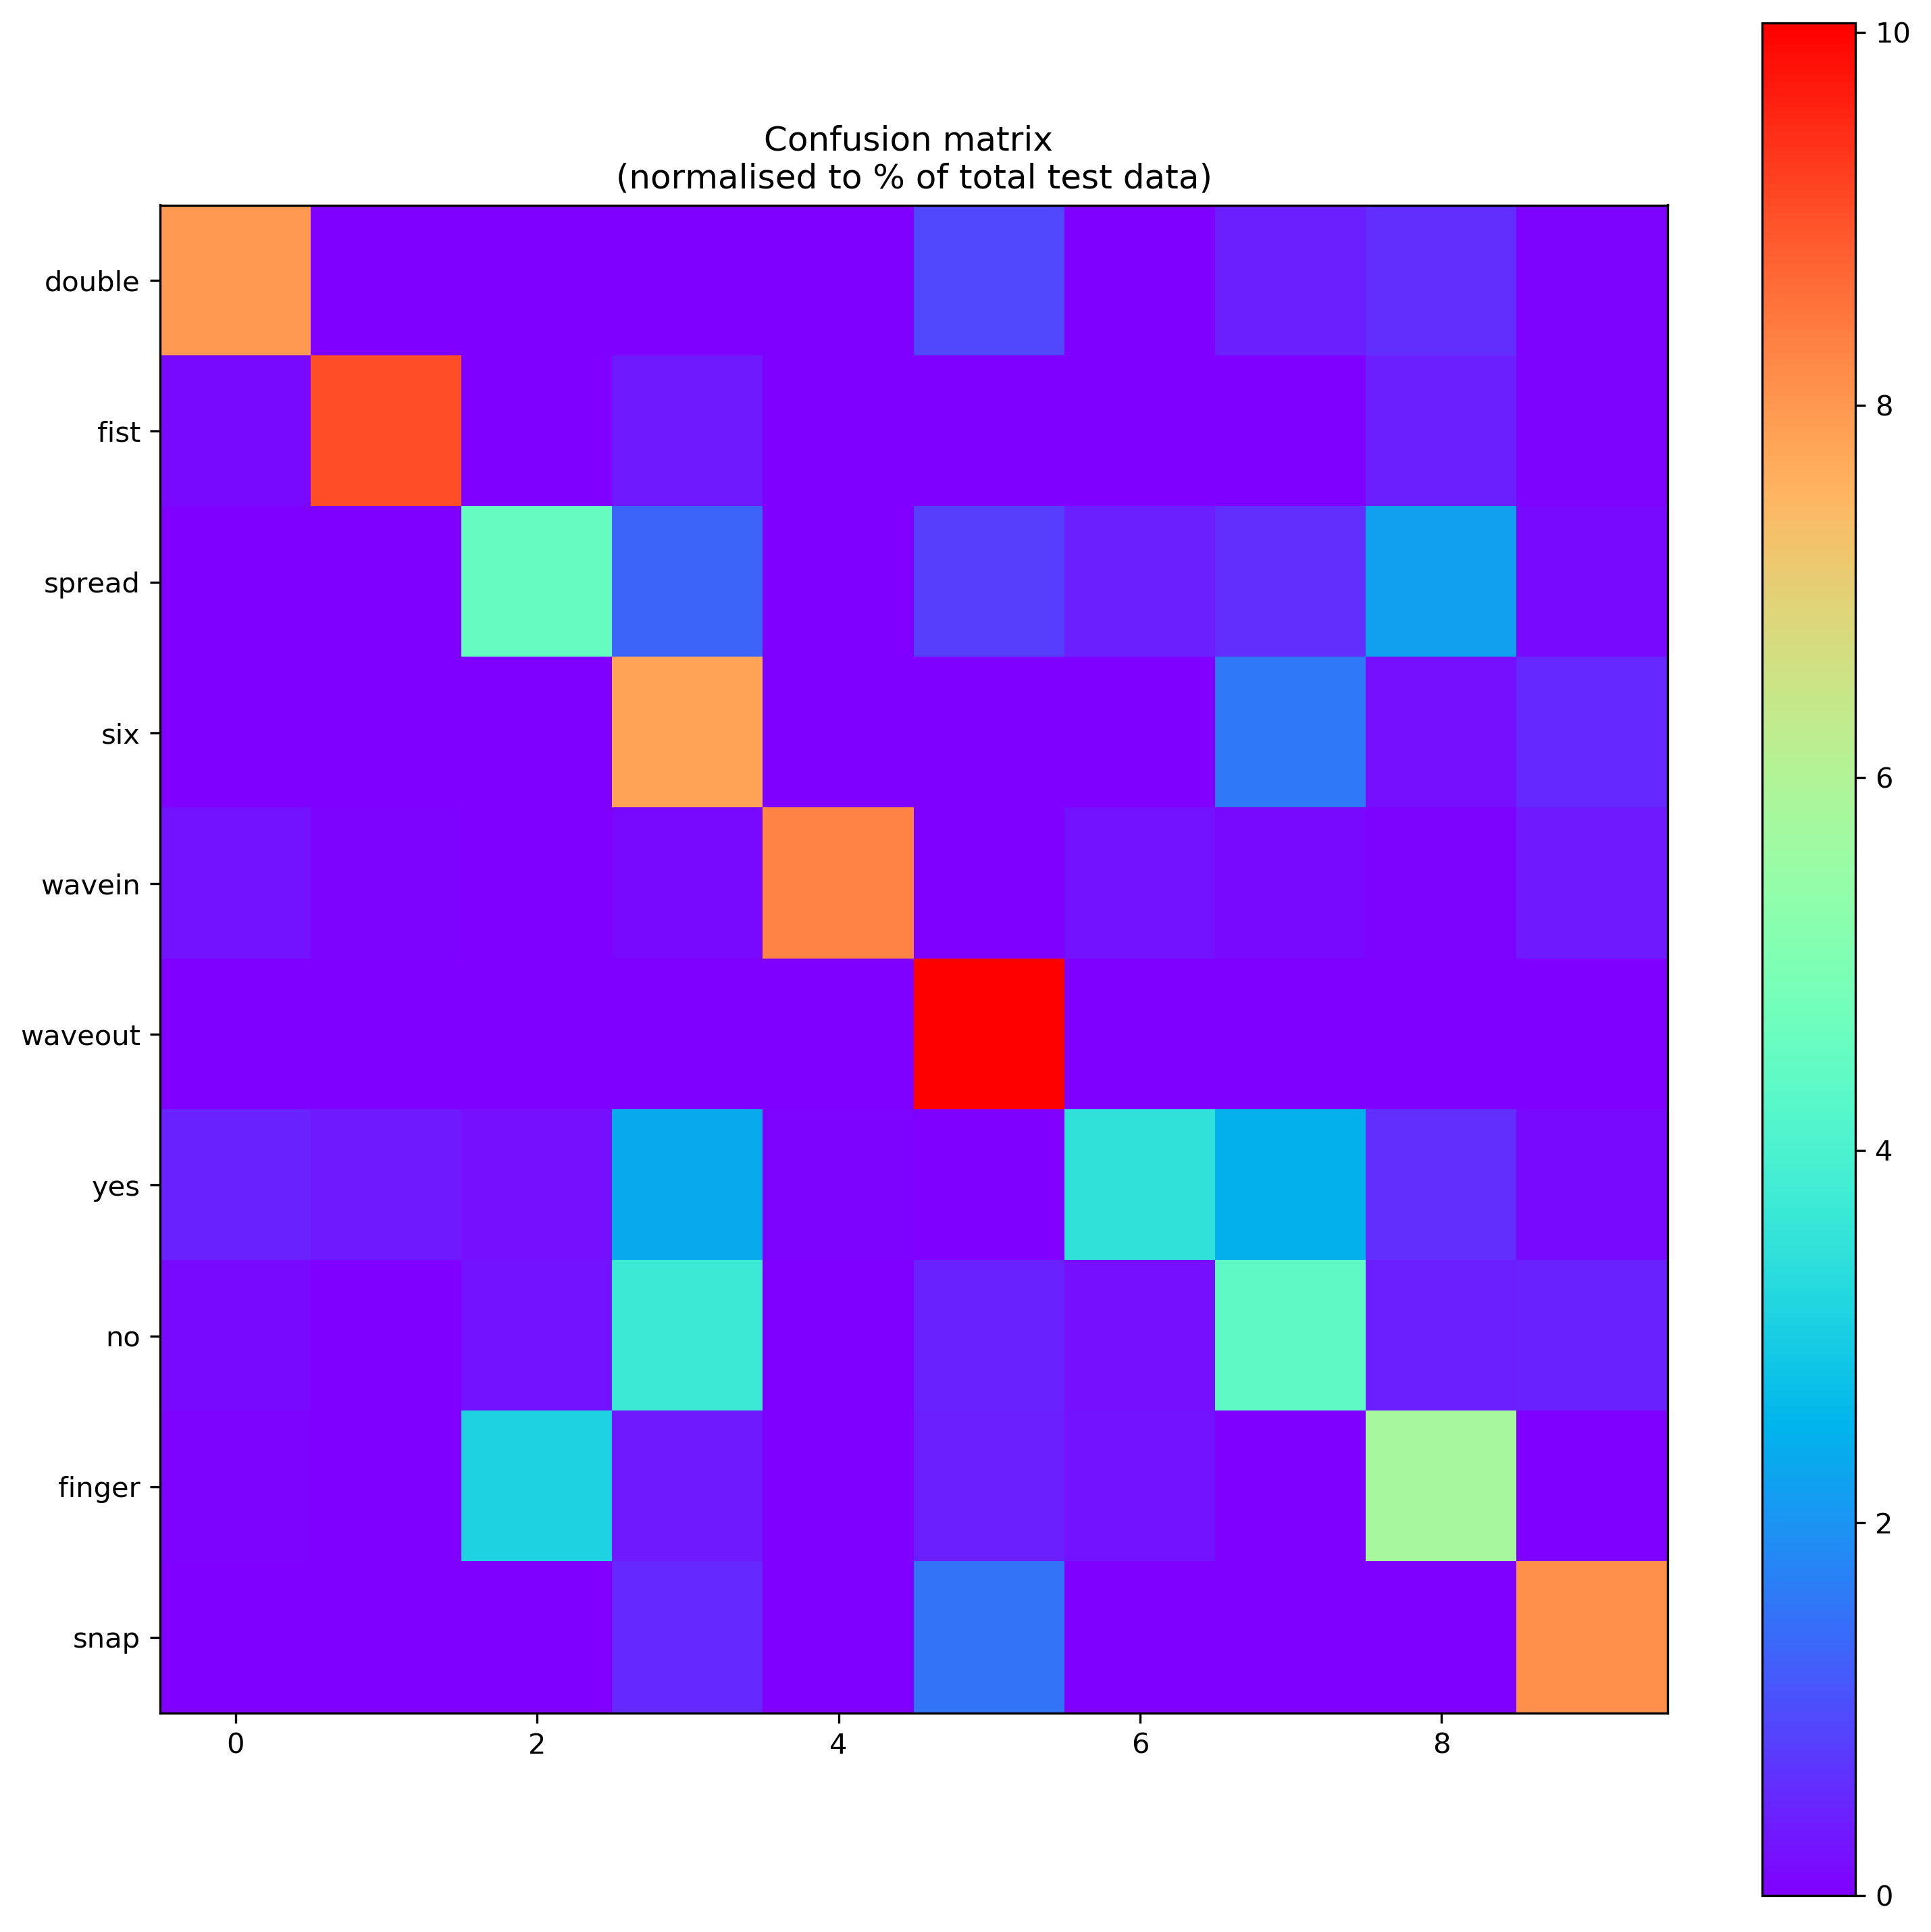 Confusion matrix
(normalised to % of total test data)
double
fist
spread
six
wavein
waveout
yes
no
finger
snap
0 2 4 6 8
10
8
6
4
2
0